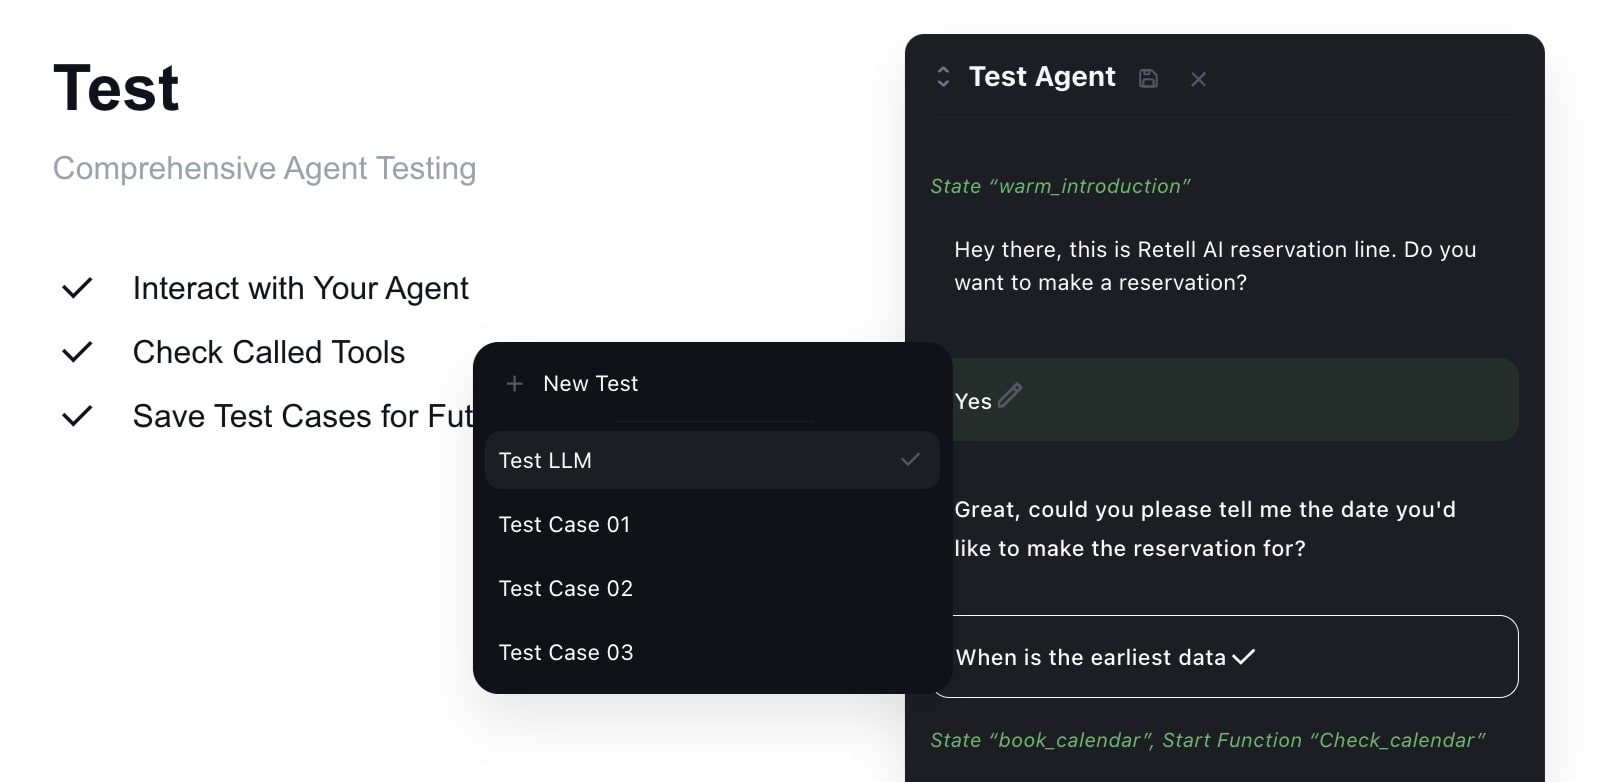 Test
Comprehensive Agent Testing
Interact with Your Agent
Check Called Tools
Save Test Cases for
New Test
Test LLM
Test Case 01
Test Case 02
Test Case 03
Test Agent
State “warm_introduction”
Hey there, this is Retell AI reservation line. Do you
want to make a reservation?
Yes
Great, could you please tell me the date you'd
like to make the reservation for?
When is the earliest data
State “book_calendar”, Start Function “Check_calendar”